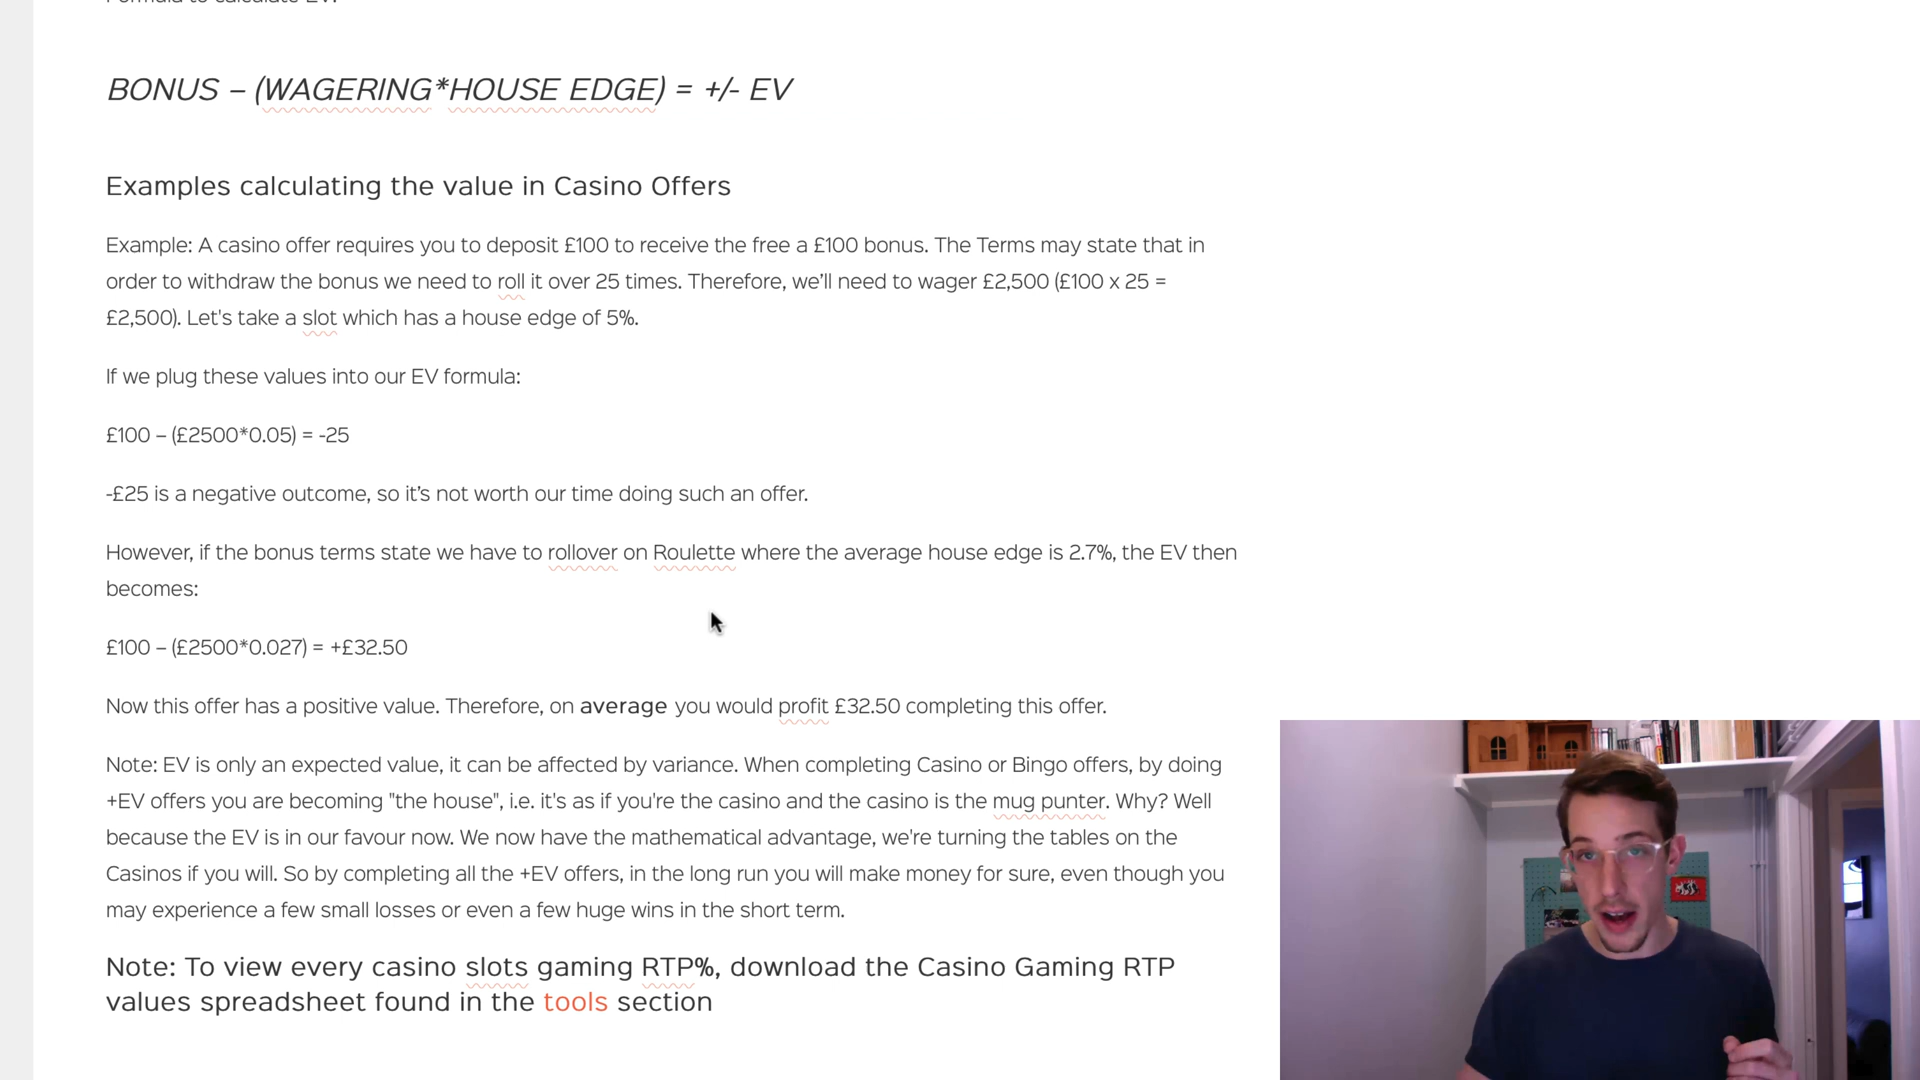 BONUS – (WAGERING*HOUSE EDGE) = +/- EV
Examples calculating the value in Casino Offers
Example: A casino offer requires you to deposit £100 to receive the free a £100 bonus. The Terms may state that in
order to withdraw the bonus we need to roll it over 25 times. Therefore, we’ll need to wager £2,500 (£100 x 25 =
£2,500). Let's take a slot which has a house edge of 5%.
If we plug these values into our EV formula:
£100 – (£2500*0.05) = -25
-£25 is a negative outcome, so it’s not worth our time doing such an offer.
However, if the bonus terms state we have to rollover on Roulette where the average house edge is 2.7%, the EV then
becomes:
£100 – (£2500*0.027) = +£32.50
Now this offer has a positive value. Therefore, on average you would profit £32.50 completing this offer.
Note: EV is only an expected value, it can be affected by variance. When completing Casino or Bingo offers, by doing
+EV offers you are becoming "the house", i.e. it's as if you're the casino and the casino is the mug punter. Why? Well
because the EV is in our favour now. We now have the mathematical advantage, we're turning the tables on the
Casinos if you will. So by completing all the +EV offers, in the long run you will make money for sure, even though you
may experience a few small losses or even a few huge wins in the short term.
Note: To view every casino slots gaming RTP%, download the Casino Gaming RTP
values spreadsheet found in the tools section